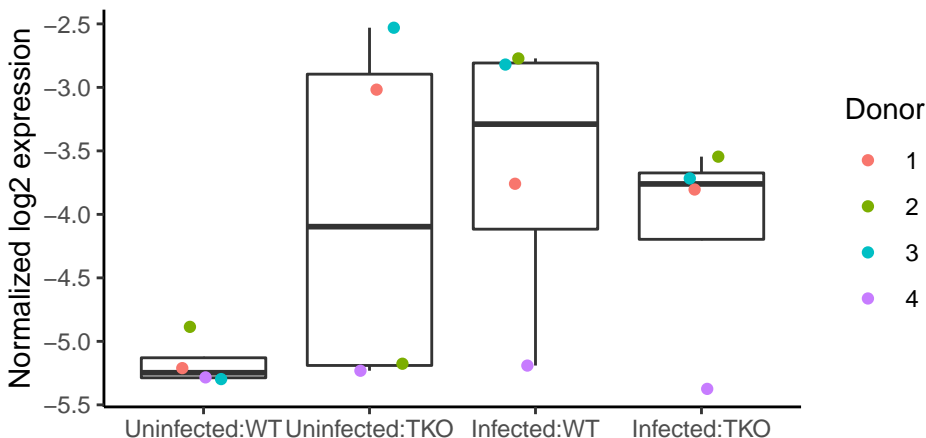 Normalized log2 expression
−2.5
−3.0
−3.5
−4.0
−4.5
−5.0
−5.5
Uninfected:WT
Uninfected:TKO
Infected:WT
Infected:TKO
Donor
1
2
3
4